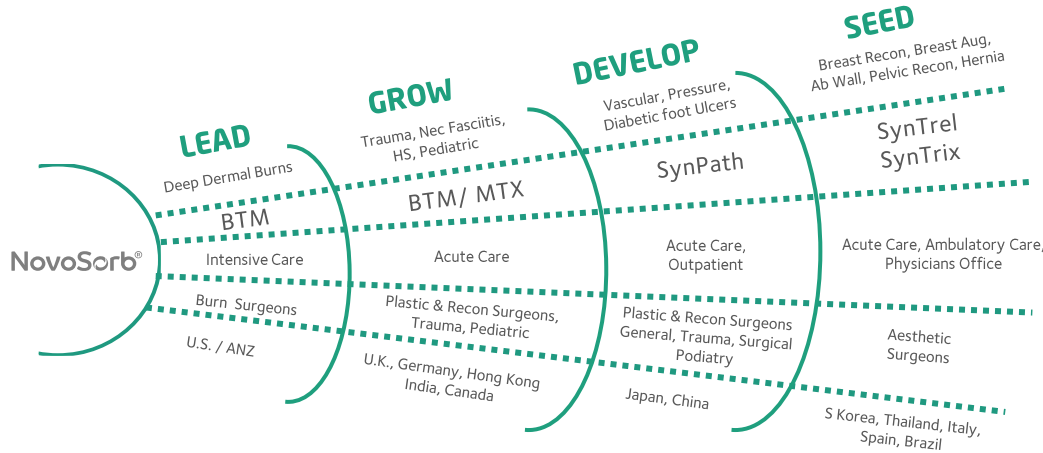 NovoSorb®
LEAD
Deep Dermal Burns
BTM
Intensive Care
Burn Surgeons
U.S. / ANZ
GROW
Trauma, Nec Fasciitis,
HS, Pediatric
BTM/ MTX
Acute Care
Plastic & Recon Surgeons,
Trauma, Pediatric
U.K., Germany, Hong Kong
India, Canada
DEVELOP
Vascular, Pressure,
Diabetic foot Ulcers
SynPath
Acute Care,
Outpatient
Plastic & Recon Surgeons
General, Trauma, Surgical
Podiatry
Japan, China
SEED
Breast Recon, Breast Aug,
Ab Wall, Pelvic Recon, Hernia
SynTrel
SynTrix
Acute Care, Ambulatory Care,
Physicians Office
Aesthetic
Surgeons
S Korea, Thailand, Italy,
Spain, Brazil